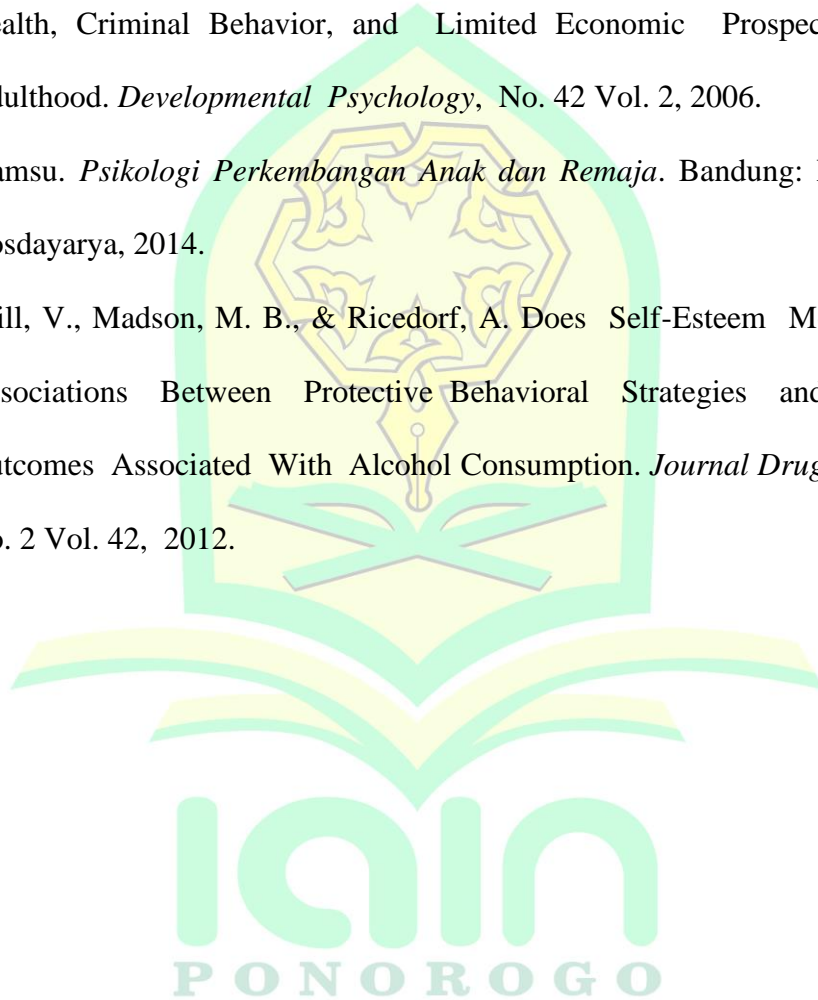 ealth, Criminal Behavior, and Limited Economic Prospec
dulthood. Developmental Psychology, No. 42 Vol. 2, 2006.
amsu. Psikologi Perkembangan Anak dan Remaja. Bandung:
osdayarya, 2014.
ill, V., Madson, M. B., & Ricedorf, A. Does Self-Esteem M
sociations Between Protective Behavioral Strategies and
utcomes Associated With Alcohol Consumption. Journal Drug
o. 2 Vol. 42, 2012.
iain
PONOROGO